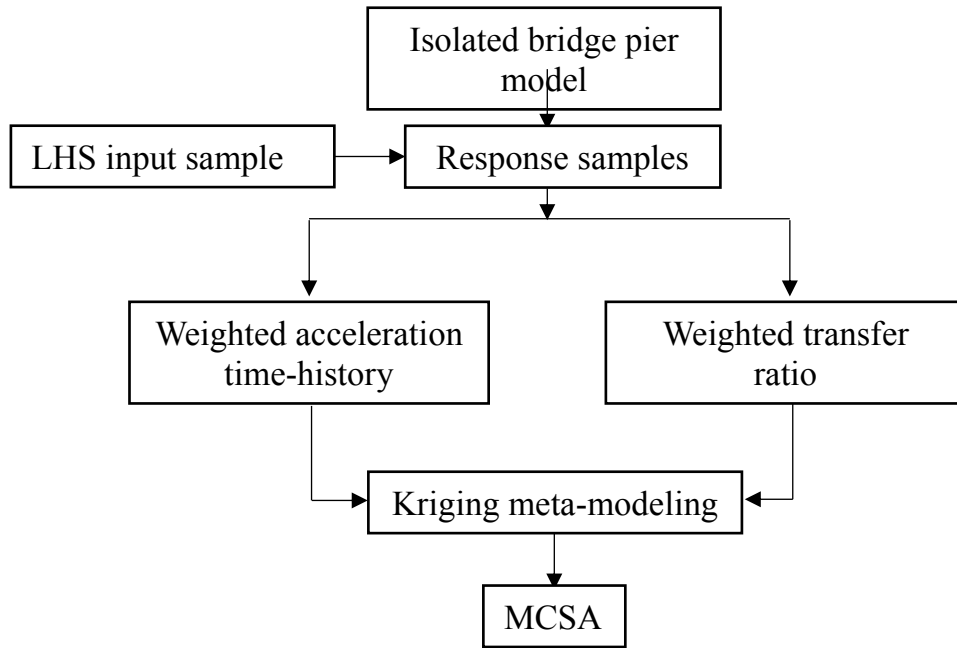 Isolated bridge pier
model
LHS input sample
Response samples
Weighted acceleration
time-history
Weighted transfer
ratio
Kriging meta-modeling
MCSA